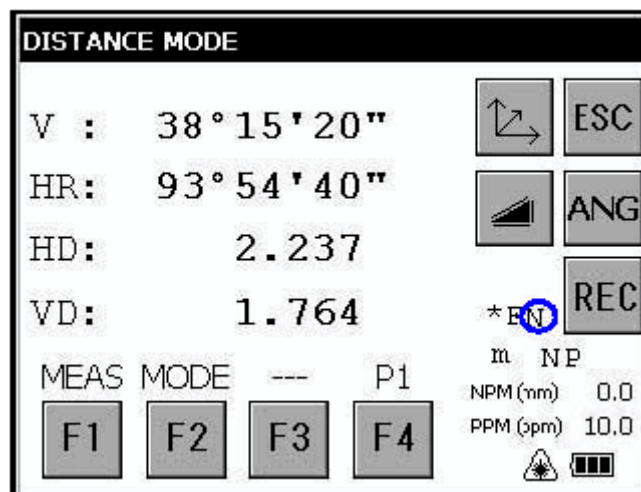 DISTANCE MODE
V : 38°15'20"
HR: 93°54'40"
HD: 2.237
VD: 1.764
ESC
ANG
REC
*FN
m NP
NPM (mm) 0.0
PPM (ppm) 10.0
MEAS MODE --- P1
F1 F2 F3 F4